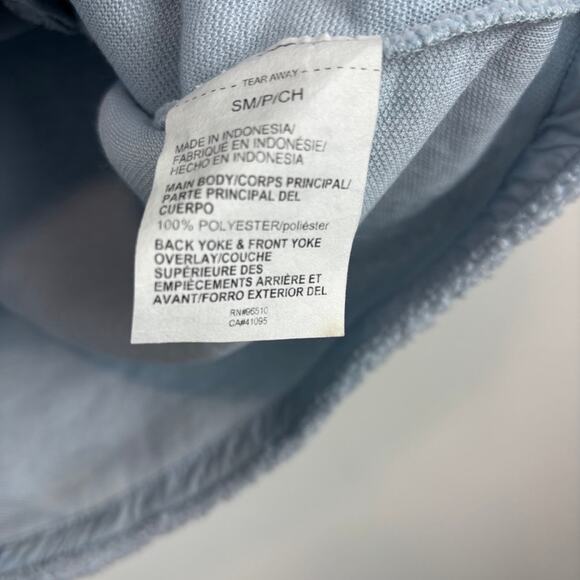 TEAR AWAY
SM/P/CH
MADE IN INDONESIA/
FABRIQUÉ EN INDONÉSIE/
HECHO EN INDONESIA
MAIN BODY/CORPS PRINCIPAL/
PARTE PRINCIPAL DEL
CUERPO
100% POLYESTER/poliéster
BACK YOKE & FRONT YOKE
OVERLAY/COUCHE
SUPÉRIEURE DES
EMPIÈCEMENTS ARRIÈRE ET
AVANT/FORRO EXTERIOR DEL
RN#96510
CA#41095